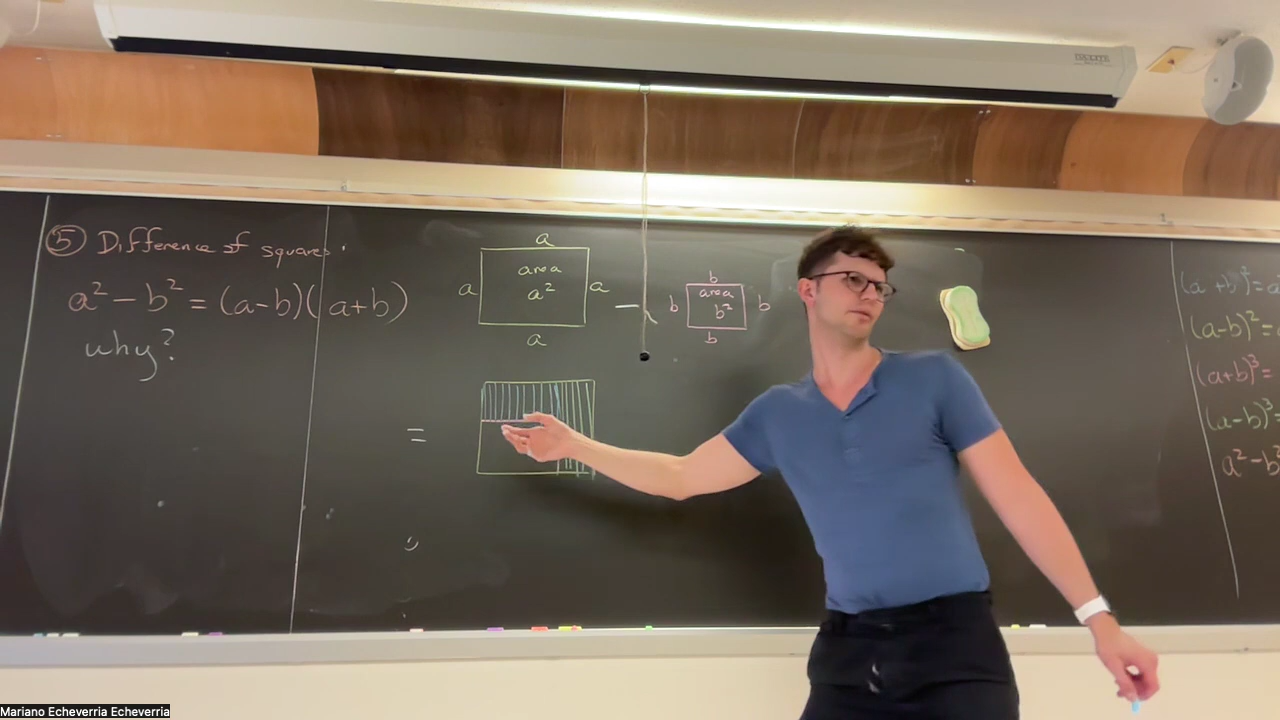 ⑤ Difference of squares.
a² − b² = (a−b)(a+b)
why?
a
a
area
a²
a
a
−
b
b
area
b²
b
b
=
(a+b)² = a
(a−b)² =
(a+b)³ =
(a−b)³ =
a² − b²
Mariano Echeverria Echeverria